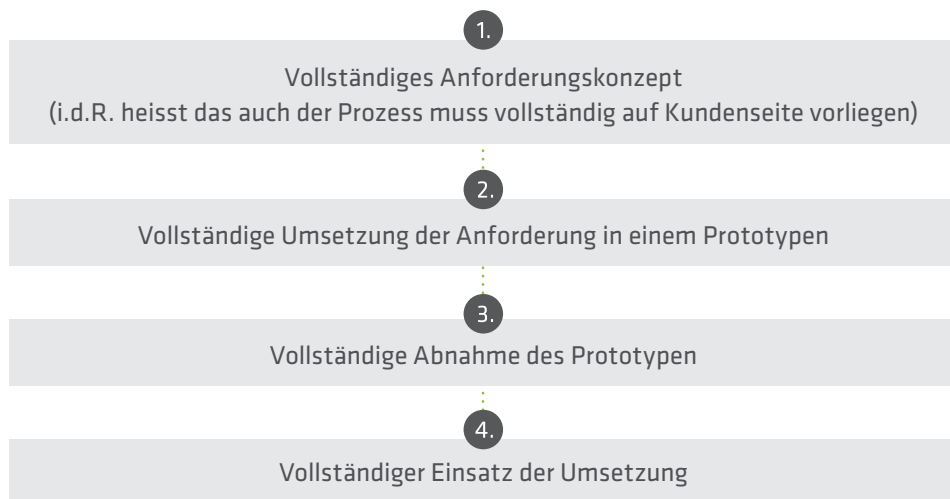 1.
Vollständiges Anforderungskonzept
(i.d.R. heisst das auch der Prozess muss vollständig auf Kundenseite vorliegen)
2.
Vollständige Umsetzung der Anforderung in einem Prototypen
3.
Vollständige Abnahme des Prototypen
4.
Vollständiger Einsatz der Umsetzung